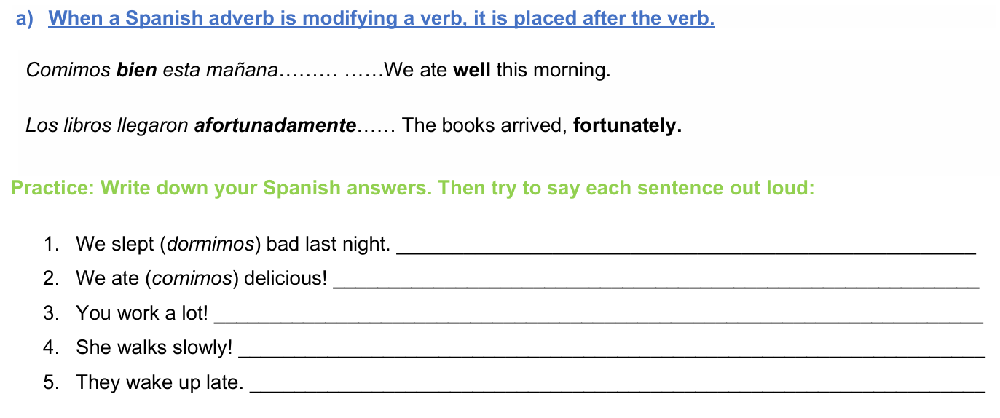 a) When a Spanish adverb is modifying a verb, it is placed after the verb.
Comimos bien esta mañana……… ……We ate well this morning.
Los libros llegaron afortunadamente…… The books arrived, fortunately.
Practice: Write down your Spanish answers. Then try to say each sentence out loud:
1. We slept (dormimos) bad last night. ____________________
2. We ate (comimos) delicious! ____________________
3. You work a lot! ____________________
4. She walks slowly! ____________________
5. They wake up late. ____________________